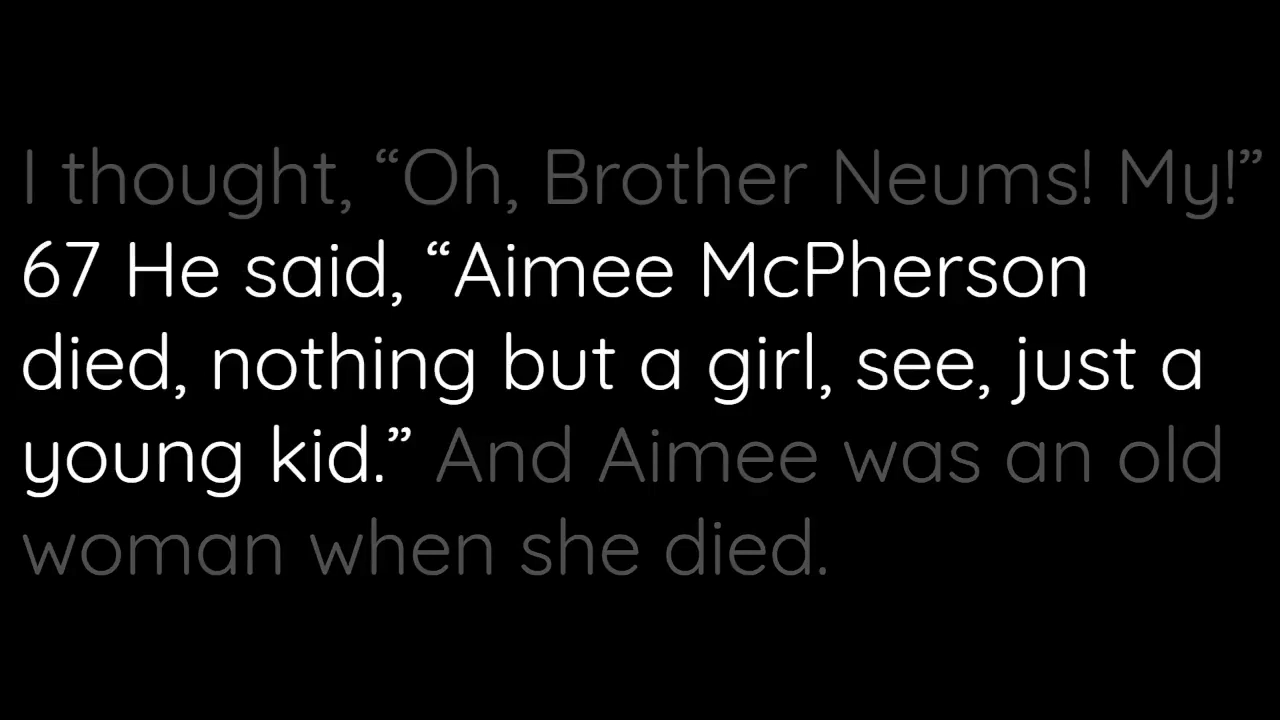 I thought, “Oh, Brother Neums! My!”
67 He said, “Aimee McPherson
died, nothing but a girl, see, just a
young kid.” And Aimee was an old
woman when she died.